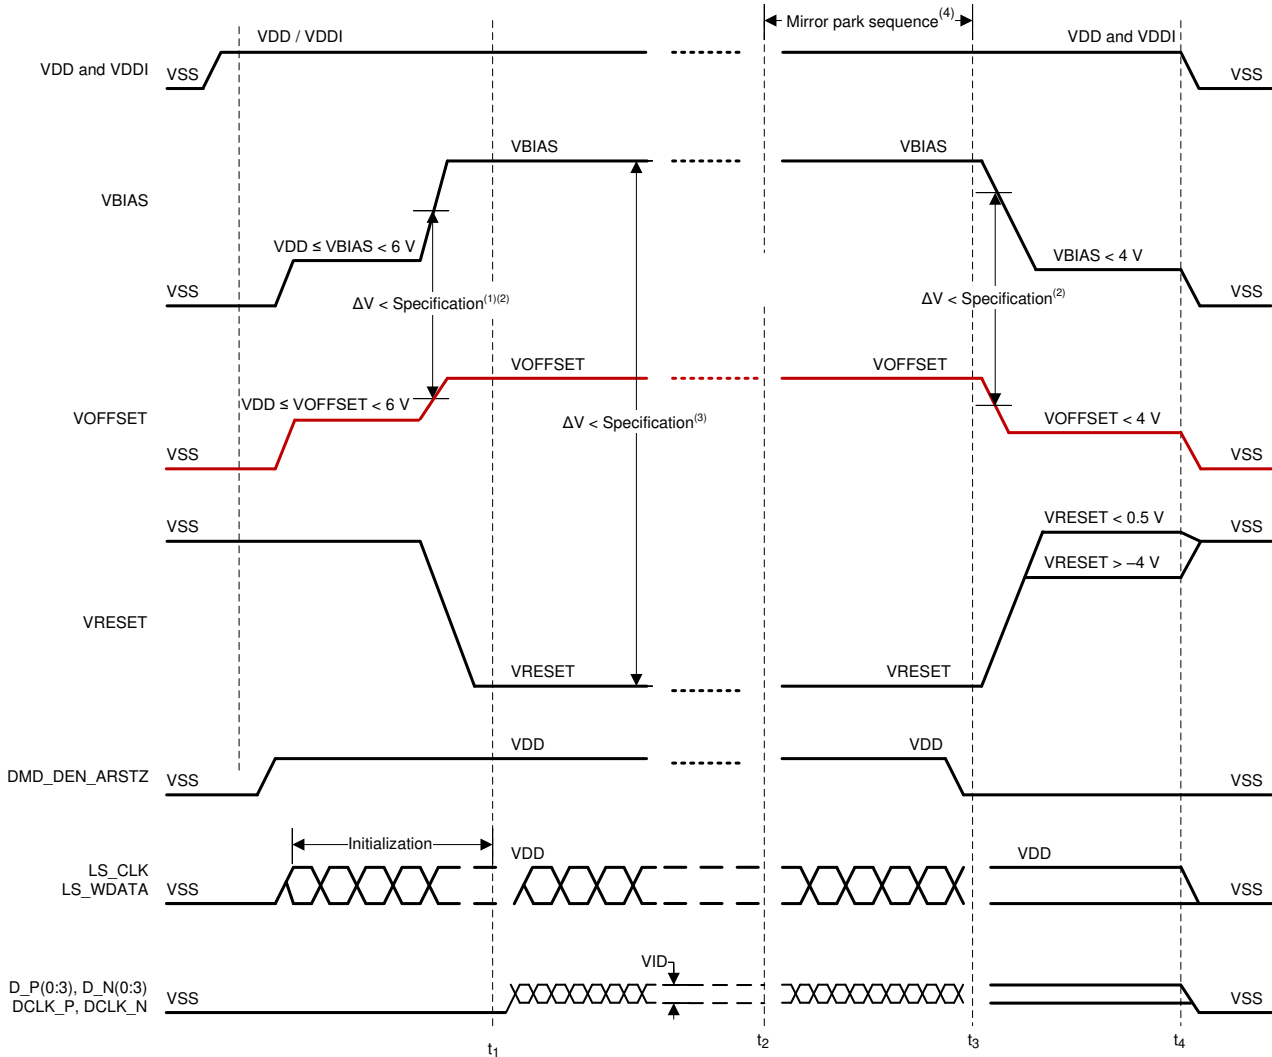 Mirror park sequence(4)
VDD / VDDI
VDD and VDDI
VDD and VDDI
VSS
VSS
VBIAS
VBIAS
VBIAS
VDD ≤ VBIAS < 6 V
VBIAS < 4 V
VSS
ΔV < Specification(1)(2)
ΔV < Specification(2)
VSS
VOFFSET
VOFFSET
VOFFSET
VDD ≤ VOFFSET < 6 V
ΔV < Specification(3)
VOFFSET < 4 V
VSS
VSS
VSS
VRESET < 0.5 V
VSS
VRESET > –4 V
VRESET
VRESET
VRESET
DMD_DEN_ARSTZ
VSS
VDD
VDD
VSS
Initialization
LS_CLK
LS_WDATA
VSS
VDD
VDD
VSS
VID
D_P(0:3), D_N(0:3)
DCLK_P, DCLK_N
VSS
VSS
t1
t2
t3
t4